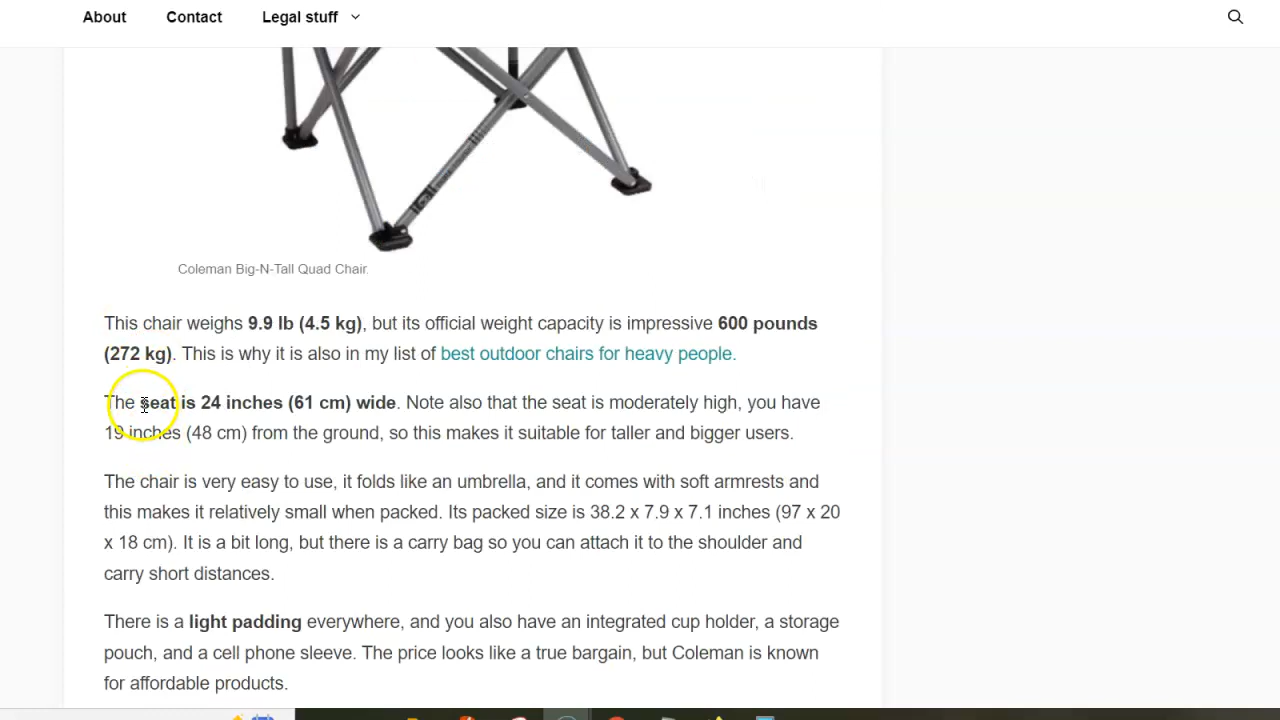 About Contact Legal stuff
Coleman Big-N-Tall Quad Chair.
This chair weighs 9.9 lb (4.5 kg), but its official weight capacity is impressive 600 pounds
(272 kg). This is why it is also in my list of best outdoor chairs for heavy people.
The seat is 24 inches (61 cm) wide. Note also that the seat is moderately high, you have
19 inches (48 cm) from the ground, so this makes it suitable for taller and bigger users.
The chair is very easy to use, it folds like an umbrella, and it comes with soft armrests and
this makes it relatively small when packed. Its packed size is 38.2 x 7.9 x 7.1 inches (97 x 20
x 18 cm). It is a bit long, but there is a carry bag so you can attach it to the shoulder and
carry short distances.
There is a light padding everywhere, and you also have an integrated cup holder, a storage
pouch, and a cell phone sleeve. The price looks like a true bargain, but Coleman is known
for affordable products.